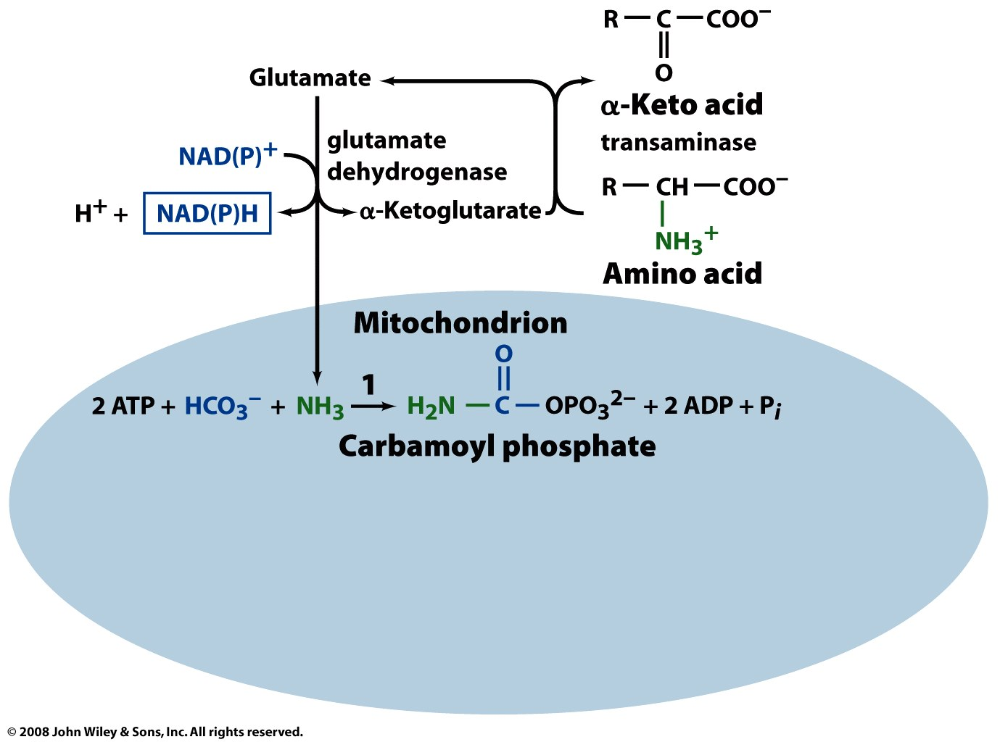 R — C — COO⁻
||
O
α-Keto acid
transaminase
Glutamate
glutamate
dehydrogenase
NAD(P)⁺
H⁺ + NAD(P)H
α-Ketoglutarate
R — CH — COO⁻
|
NH₃⁺
Amino acid
Mitochondrion
O
||
1
2 ATP + HCO₃⁻ + NH₃ → H₂N — C — OPO₃²⁻ + 2 ADP + Pᵢ
Carbamoyl phosphate
© 2008 John Wiley & Sons, Inc. All rights reserved.